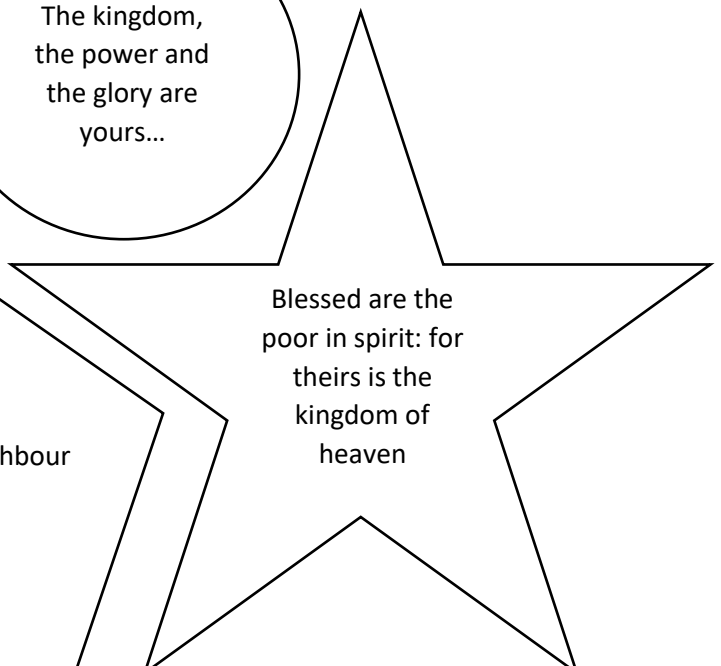 The kingdom,
the power and
the glory are
yours…
Blessed are the
poor in spirit: for
theirs is the
kingdom of
heaven
hbour